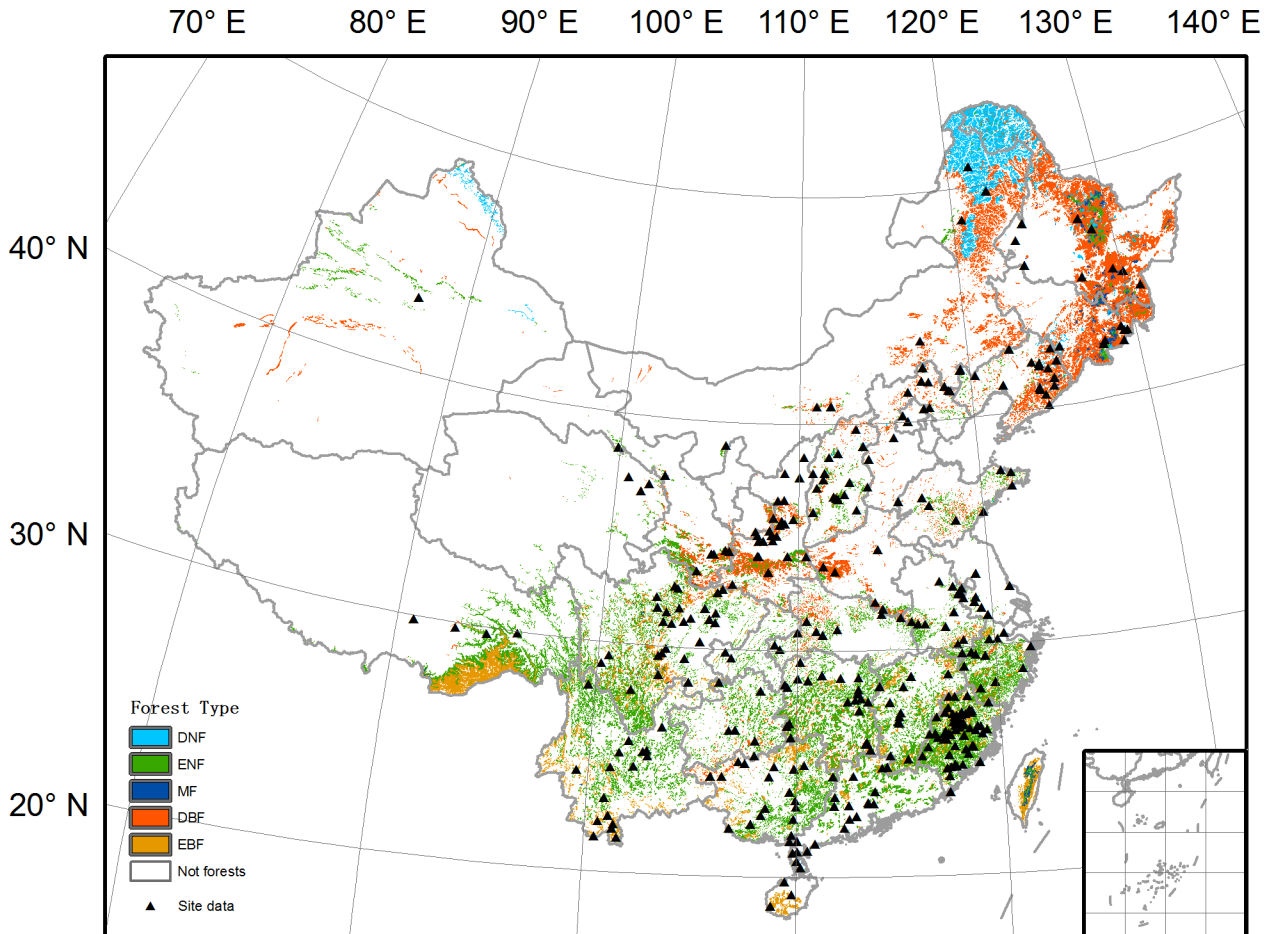 70° E 80° E 90° E 100° E 110° E 120° E 130° E 140° E
40° N
30° N
20° N
Forest Type
DNF
ENF
MF
DBF
EBF
Not forests
Site data